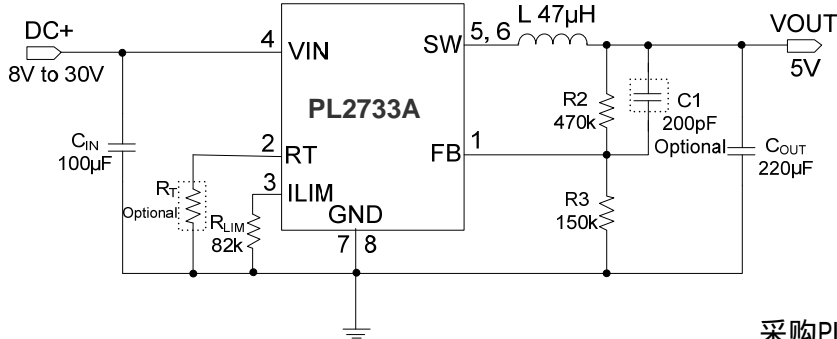 L 47μH
VOUT
DC+
4
VIN
SW
5, 6
8V to 30V
5V
PL2733A
C1
R2
470k
200pF
Optional
CIN
100μF
2
RT
FB
1
COUT
220μF
RT
Optional
3
ILIM
RLIM
82k
GND
7
8
R3
150k
采购PL